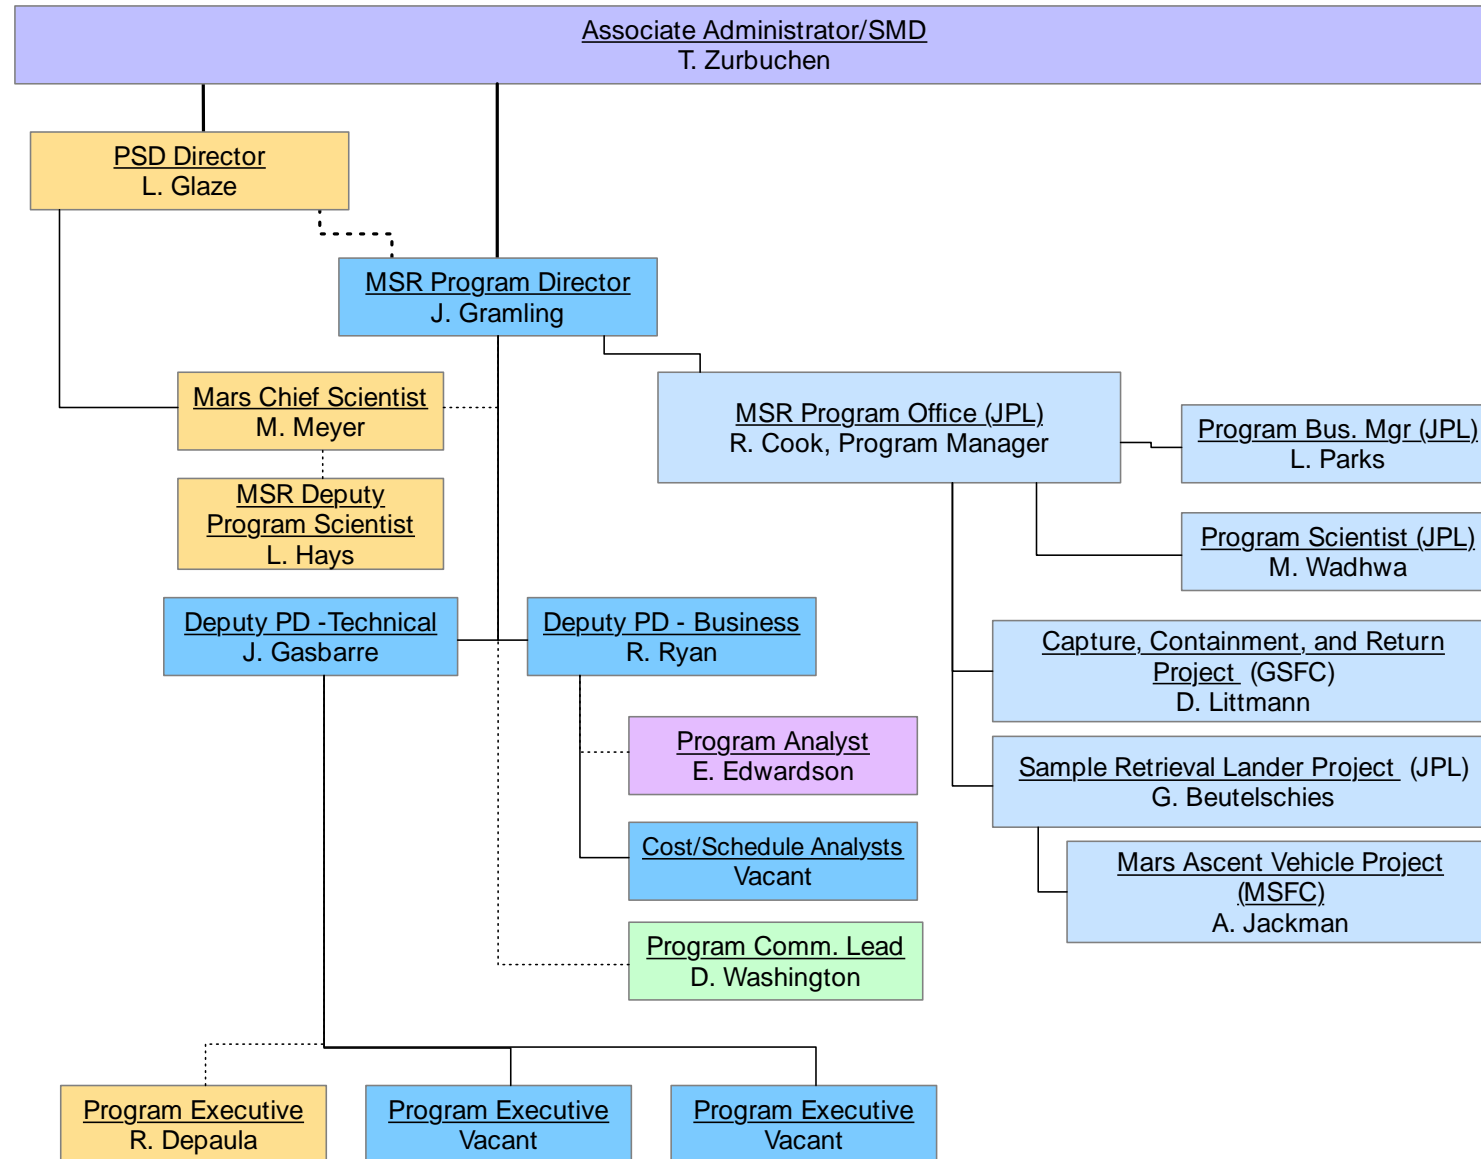 Associate Administrator/SMD
T. Zurbuchen
PSD Director
L. Glaze
MSR Program Director
J. Gramling
Mars Chief Scientist
M. Meyer
MSR Program Office (JPL)
R. Cook, Program Manager
Program Bus. Mgr (JPL)
L. Parks
MSR Deputy
Program Scientist
L. Hays
Program Scientist (JPL)
M. Wadhwa
Deputy PD -Technical
J. Gasbarre
Deputy PD - Business
R. Ryan
Capture, Containment, and Return
Project (GSFC)
D. Littmann
Program Analyst
E. Edwardson
Sample Retrieval Lander Project (JPL)
G. Beutelschies
Cost/Schedule Analysts
Vacant
Mars Ascent Vehicle Project
(MSFC)
A. Jackman
Program Comm. Lead
D. Washington
Program Executive
R. Depaula
Program Executive
Vacant
Program Executive
Vacant